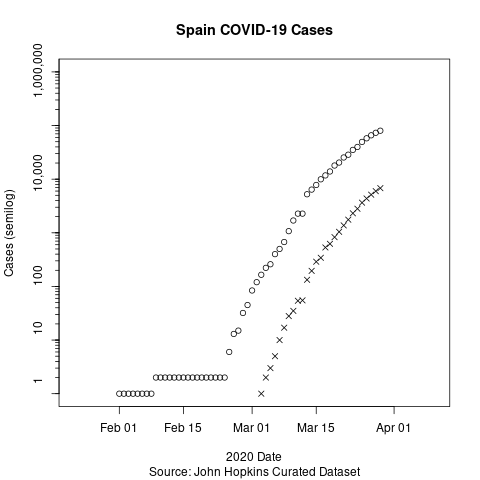 Spain COVID-19 Cases
Cases (semilog)
1,000,000
10,000
100
10
1
Feb 01 Feb 15 Mar 01 Mar 15 Apr 01
2020 Date
Source: John Hopkins Curated Dataset